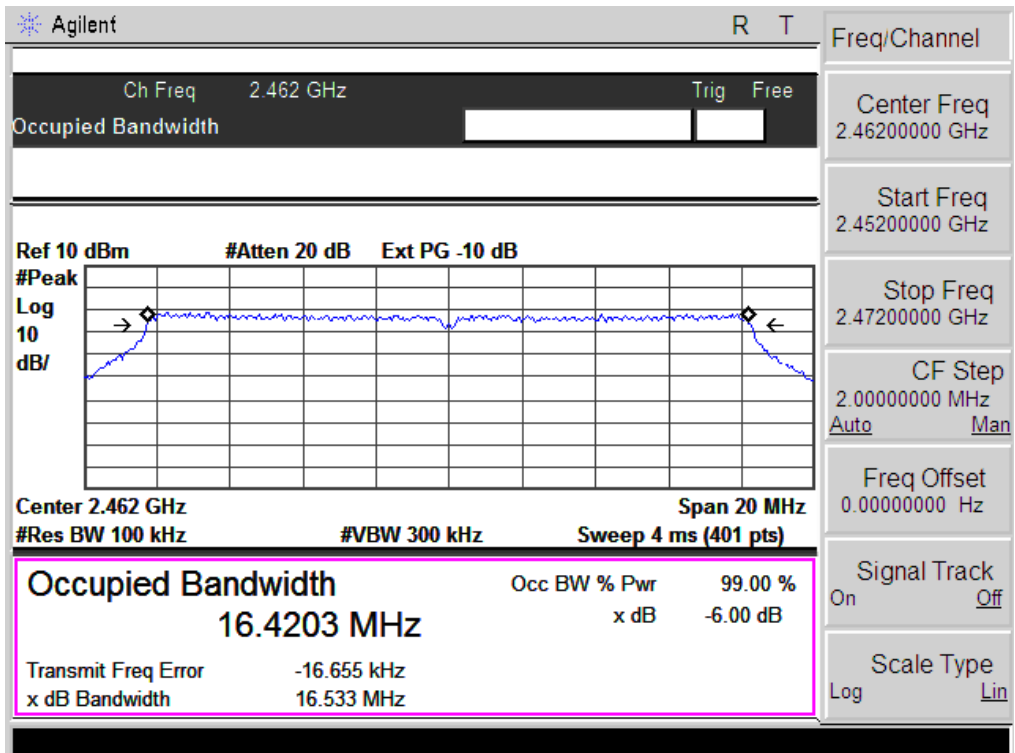 Agilent R T
Ch Freq 2.462 GHz Trig Free
Occupied Bandwidth
Ref 10 dBm #Atten 20 dB Ext PG -10 dB
#Peak
Log
10
dB/
Center 2.462 GHz Span 20 MHz
#Res BW 100 kHz #VBW 300 kHz Sweep 4 ms (401 pts)
Occupied Bandwidth
16.4203 MHz
Occ BW % Pwr 99.00 %
x dB -6.00 dB
Transmit Freq Error -16.655 kHz
x dB Bandwidth 16.533 MHz
Freq/Channel
Center Freq
2.46200000 GHz
Start Freq
2.45200000 GHz
Stop Freq
2.47200000 GHz
CF Step
2.00000000 MHz
Auto Man
Freq Offset
0.00000000 Hz
Signal Track
On Off
Scale Type
Log Lin